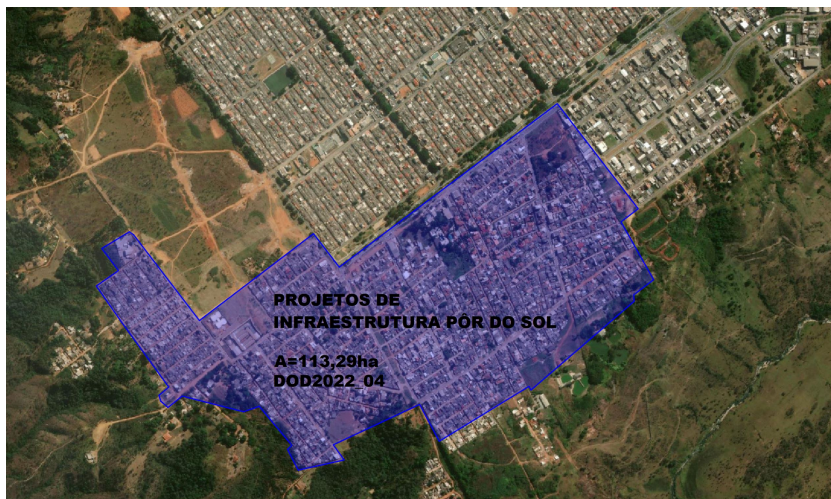 PROJETOS DE
INFRAESTRUTURA PÔR DO SOL
A=113,29ha
DOD2022_04